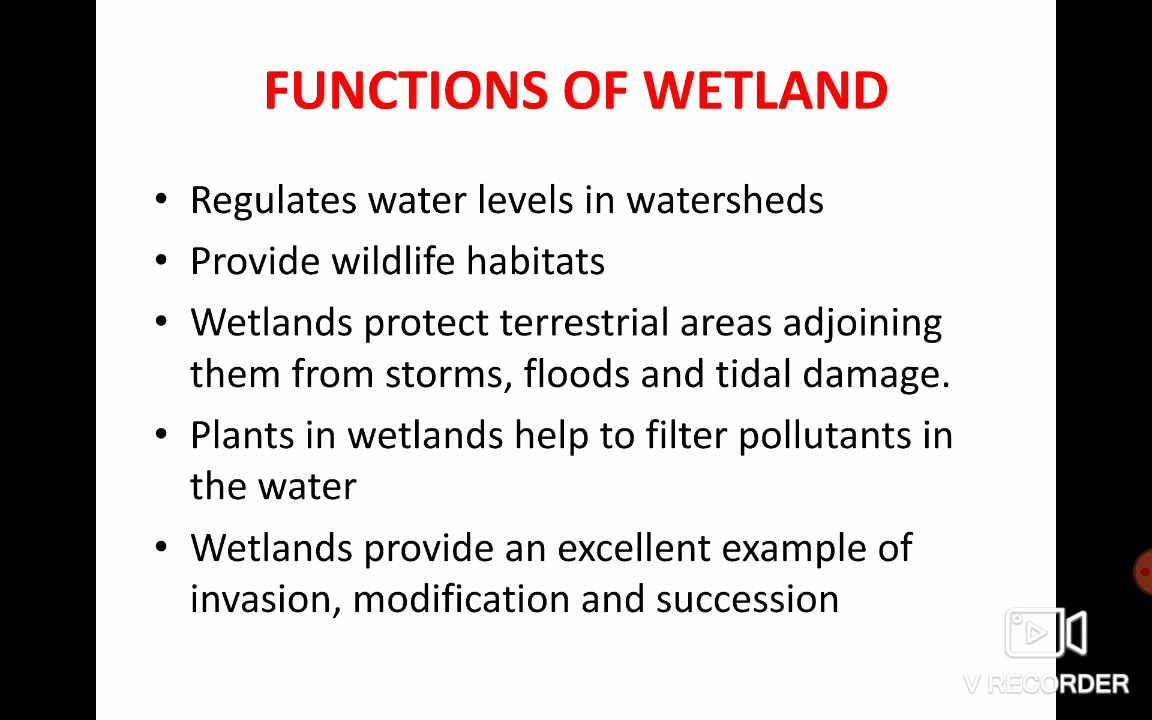 FUNCTIONS OF WETLAND
• Regulates water levels in watersheds
• Provide wildlife habitats
• Wetlands protect terrestrial areas adjoining
them from storms, floods and tidal damage.
• Plants in wetlands help to filter pollutants in
the water
• Wetlands provide an excellent example of
invasion, modification and succession
V RECORDER